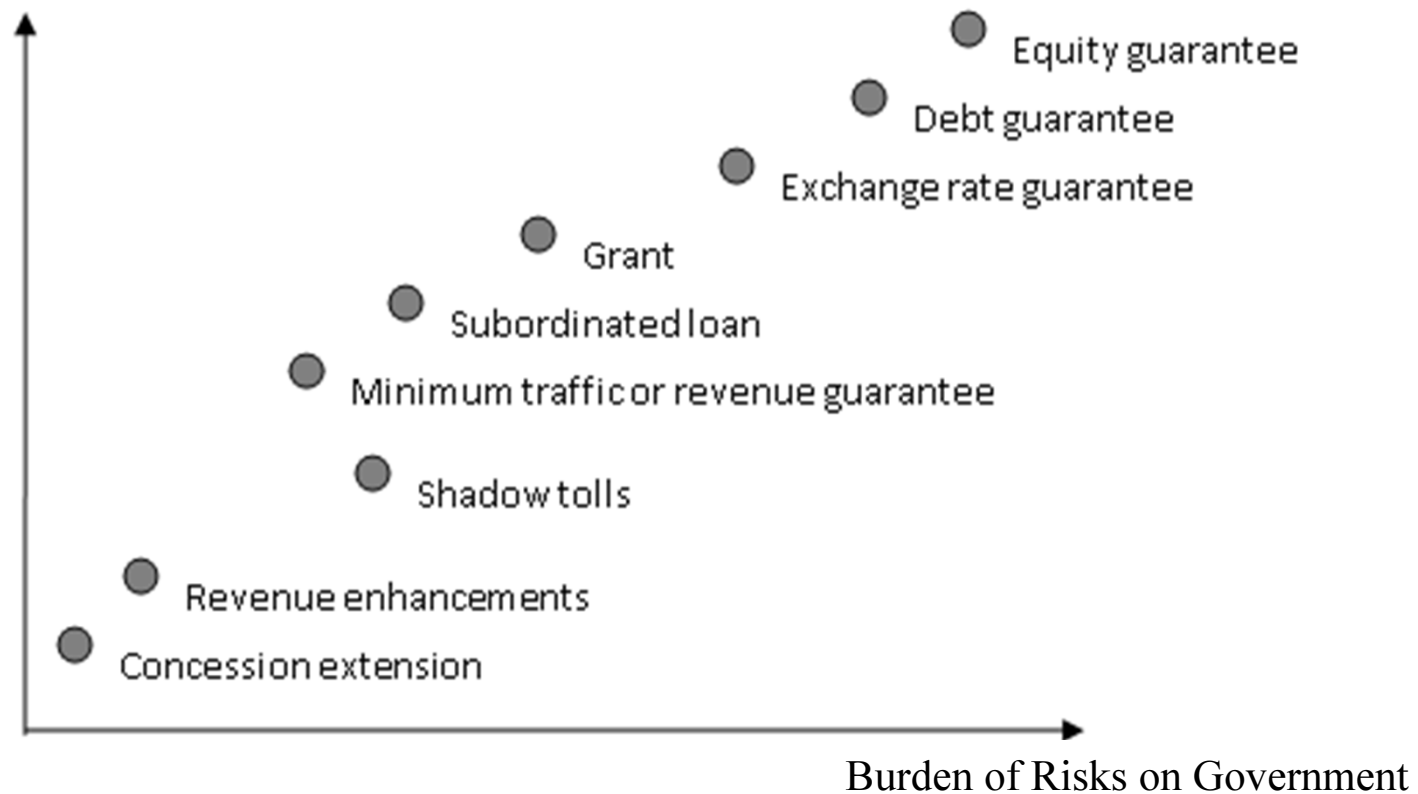 Equity guarantee
Debt guarantee
Exchange rate guarantee
Grant
Subordinated loan
Minimum traffic or revenue guarantee
Shadow tolls
Revenue enhancements
Concession extension
Burden of Risks on Government